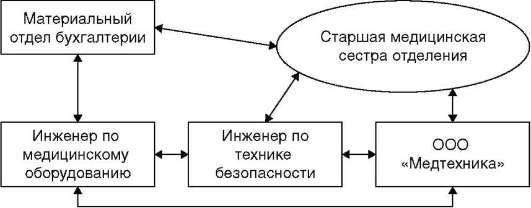 Материальный
отдел бухгалтерии
Старшая медицинская
сестра отделения
Инженер по
медицинскому
оборудованию
Инженер по
технике
безопасности
ООО
«Медтехника»